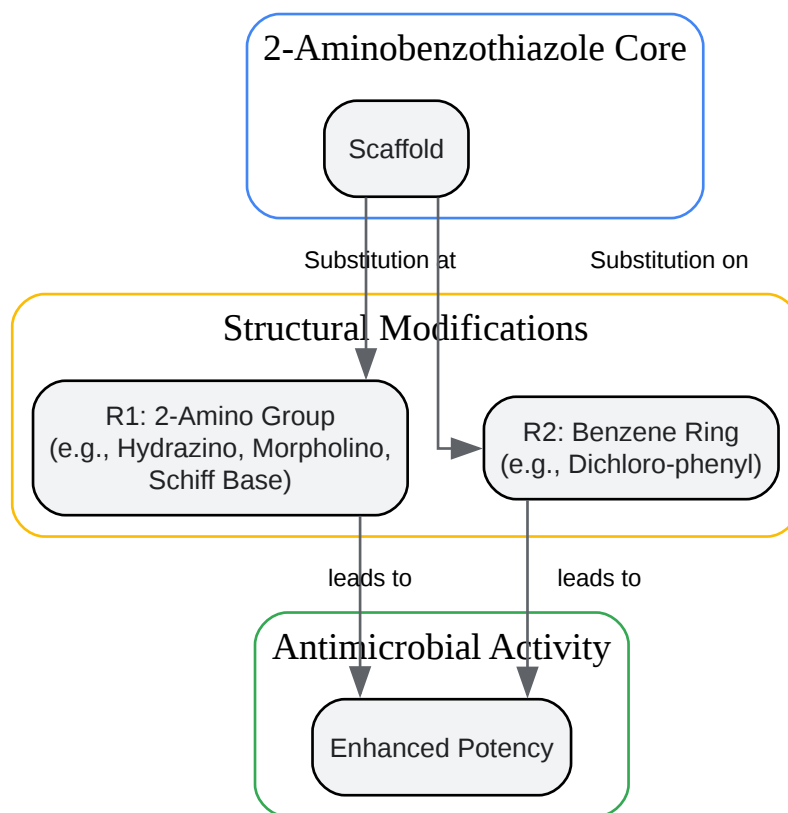 2-Aminobenzothiazole Core
Scaffold
Substitution at
Substitution on
Structural Modifications
R1: 2-Amino Group
(e.g., Hydrazino, Morpholino,
Schiff Base)
R2: Benzene Ring
(e.g., Dichloro-phenyl)
leads to
leads to
Antimicrobial Activity
Enhanced Potency